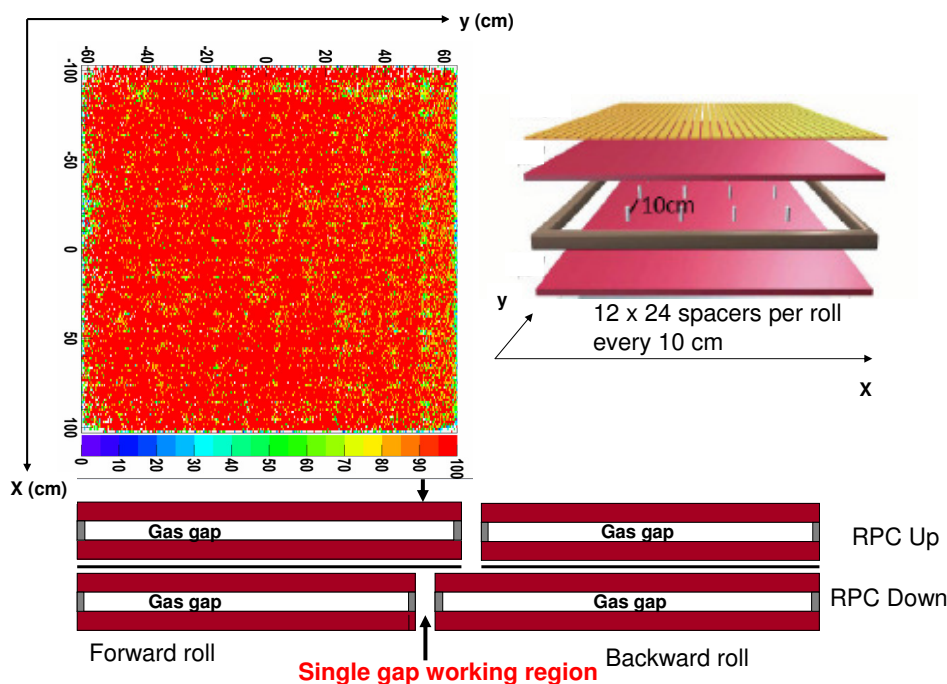 y (cm)
-60 -40 -20 0 20 40 60
-100
-50
0
50
100
X (cm)
0 10 20 30 40 50 60 70 80 90 100
10cm
y
12 x 24 spacers per roll
every 10 cm
X
Gas gap
Gas gap
RPC Up
Gas gap
Gas gap
RPC Down
Forward roll
Backward roll
Single gap working region